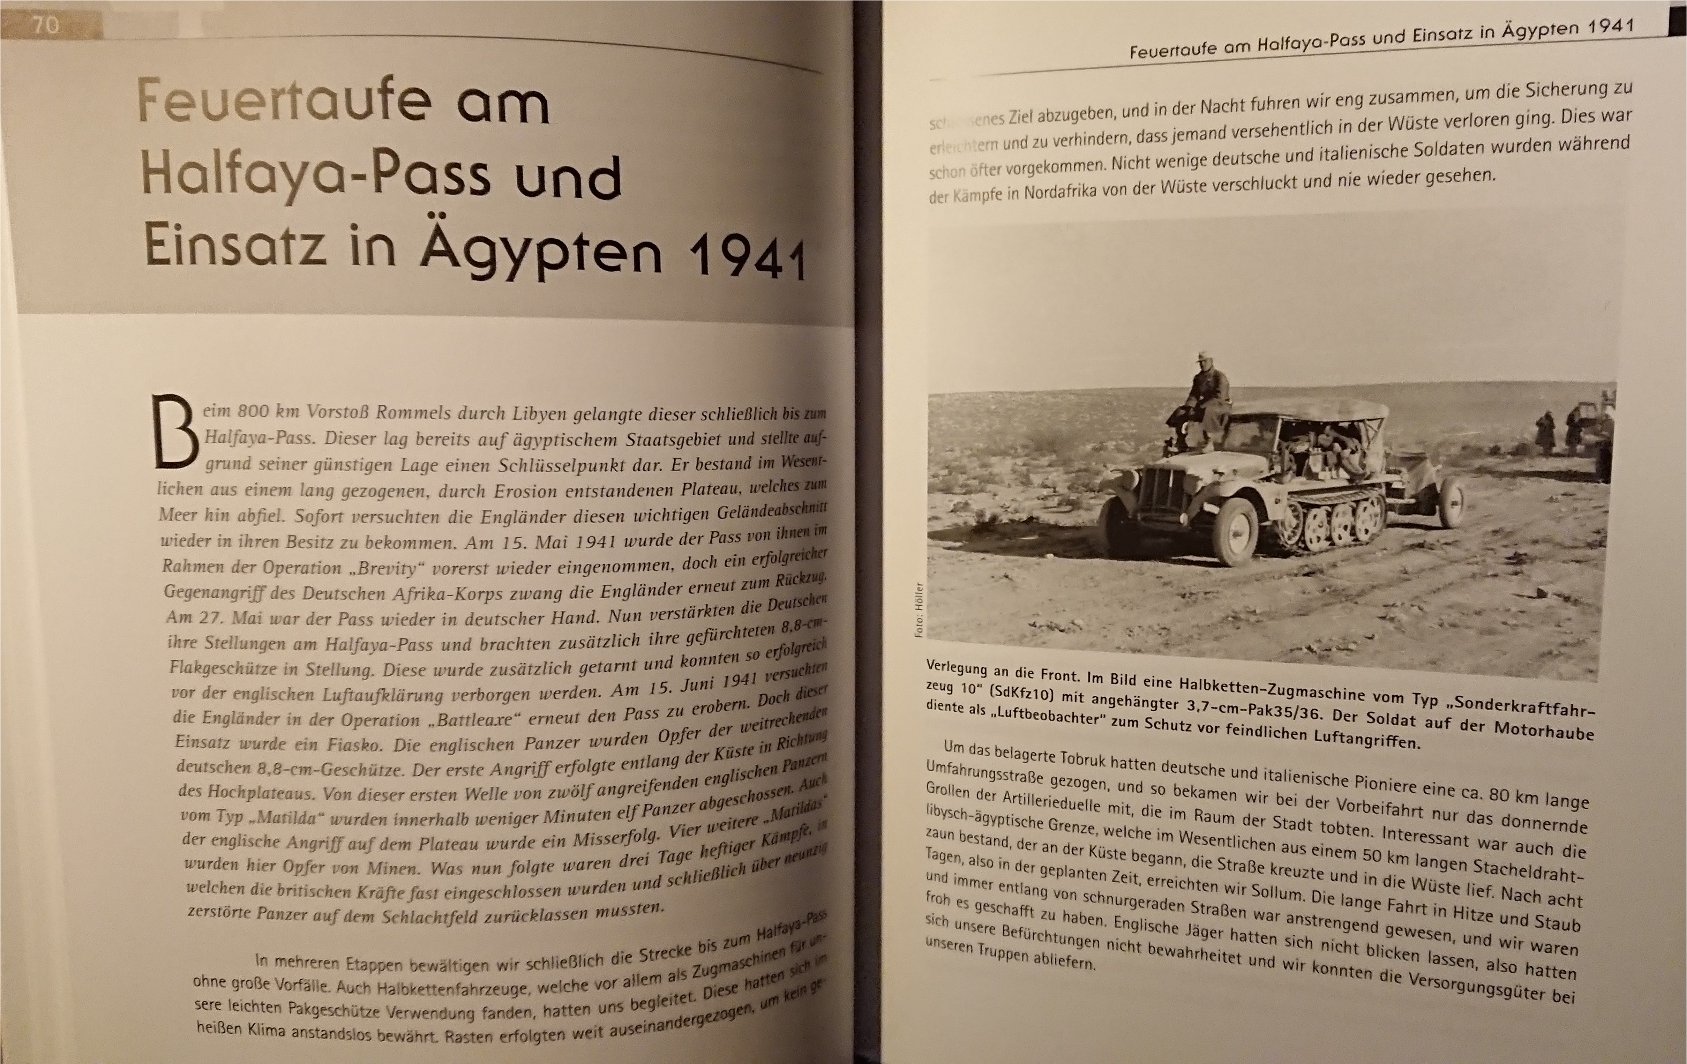 70
Feuertaufe am
Halfaya-Pass und
Einsatz in Ägypten 1941
Beim 800 km Vorstoß Rommels durch Libyen gelangte dieser schließlich bis zum
Halfaya-Pass. Dieser lag bereits auf ägyptischem Staatsgebiet und stellte auf-
grund seiner günstigen Lage einen Schlüsselpunkt dar. Er bestand im Wesent-
lichen aus einem lang gezogenen, durch Erosion entstandenen Plateau, welches zum
Meer hin abfiel. Sofort versuchten die Engländer diesen wichtigen Geländeabschnitt
wieder in ihren Besitz zu bekommen. Am 15. Mai 1941 wurde der Pass von ihnen im
Rahmen der Operation „Brevity“ vorerst wieder eingenommen, doch ein erfolgreicher
Gegenangriff des Deutschen Afrika-Korps zwang die Engländer erneut zum Rückzug.
Am 27. Mai war der Pass wieder in deutscher Hand. Nun verstärkten die Deutschen
ihre Stellungen am Halfaya-Pass und brachten zusätzlich ihre gefürchteten 8,8-cm-
Flakgeschütze in Stellung. Diese wurde zusätzlich getarnt und konnten so erfolgreich
vor der englischen Luftaufklärung verborgen werden. Am 15. Juni 1941 versuchten
die Engländer in der Operation „Battleaxe“ erneut den Pass zu erobern. Doch dieser
Einsatz wurde ein Fiasko. Die englischen Panzer wurden Opfer der weitreichenden
deutschen 8,8-cm-Geschütze. Der erste Angriff erfolgte entlang der Küste in Richtung
des Hochplateaus. Von dieser ersten Welle von zwölf angreifenden englischen Panzern
vom Typ „Matilda“ wurden innerhalb weniger Minuten elf Panzer abgeschossen. Auch
der englische Angriff auf dem Plateau wurde ein Misserfolg. Vier weitere „Matildas“
wurden hier Opfer von Minen. Was nun folgte waren drei Tage heftiger Kämpfe, in
welchen die britischen Kräfte fast eingeschlossen wurden und schließlich über neunzig
zerstörte Panzer auf dem Schlachtfeld zurücklassen mussten.
In mehreren Etappen bewältigen wir schließlich die Strecke bis zum Halfaya-Pass
ohne große Vorfälle. Auch Halbkettenfahrzeuge, welche vor allem als Zugmaschinen für un-
sere leichten Pakgeschütze Verwendung fanden, hatten uns begleitet. Diese hatten sich im
heißen Klima anstandslos bewährt. Rasten erfolgten weit auseinandergezogen, um kein ge-
Feuertaufe am Halfaya-Pass und Einsatz in Ägypten 1941
schlossenes Ziel abzugeben, und in der Nacht fuhren wir eng zusammen, um die Sicherung zu
erleichtern und zu verhindern, dass jemand versehentlich in der Wüste verloren ging. Dies war
schon öfter vorgekommen. Nicht wenige deutsche und italienische Soldaten wurden während
der Kämpfe in Nordafrika von der Wüste verschluckt und nie wieder gesehen.
Foto: Höller
Verlegung an die Front. Im Bild eine Halbketten-Zugmaschine vom Typ „Sonderkraftfahr-
zeug 10“ (SdKfz10) mit angehängter 3,7-cm-Pak35/36. Der Soldat auf der Motorhaube
diente als „Luftbeobachter“ zum Schutz vor feindlichen Luftangriffen.
Um das belagerte Tobruk hatten deutsche und italienische Pioniere eine ca. 80 km lange
Umfahrungsstraße gezogen, und so bekamen wir bei der Vorbeifahrt nur das donnernde
Grollen der Artillerieduelle mit, die im Raum der Stadt tobten. Interessant war auch die
libysch-ägyptische Grenze, welche im Wesentlichen aus einem 50 km langen Stacheldraht-
zaun bestand, der an der Küste begann, die Straße kreuzte und in die Wüste lief. Nach acht
Tagen, also in der geplanten Zeit, erreichten wir Sollum. Die lange Fahrt in Hitze und Staub
und immer entlang von schnurgeraden Straßen war anstrengend gewesen, und wir waren
froh es geschafft zu haben. Englische Jäger hatten sich nicht blicken lassen, also hatten
sich unsere Befürchtungen nicht bewahrheitet und wir konnten die Versorgungsgüter bei
unseren Truppen abliefern.